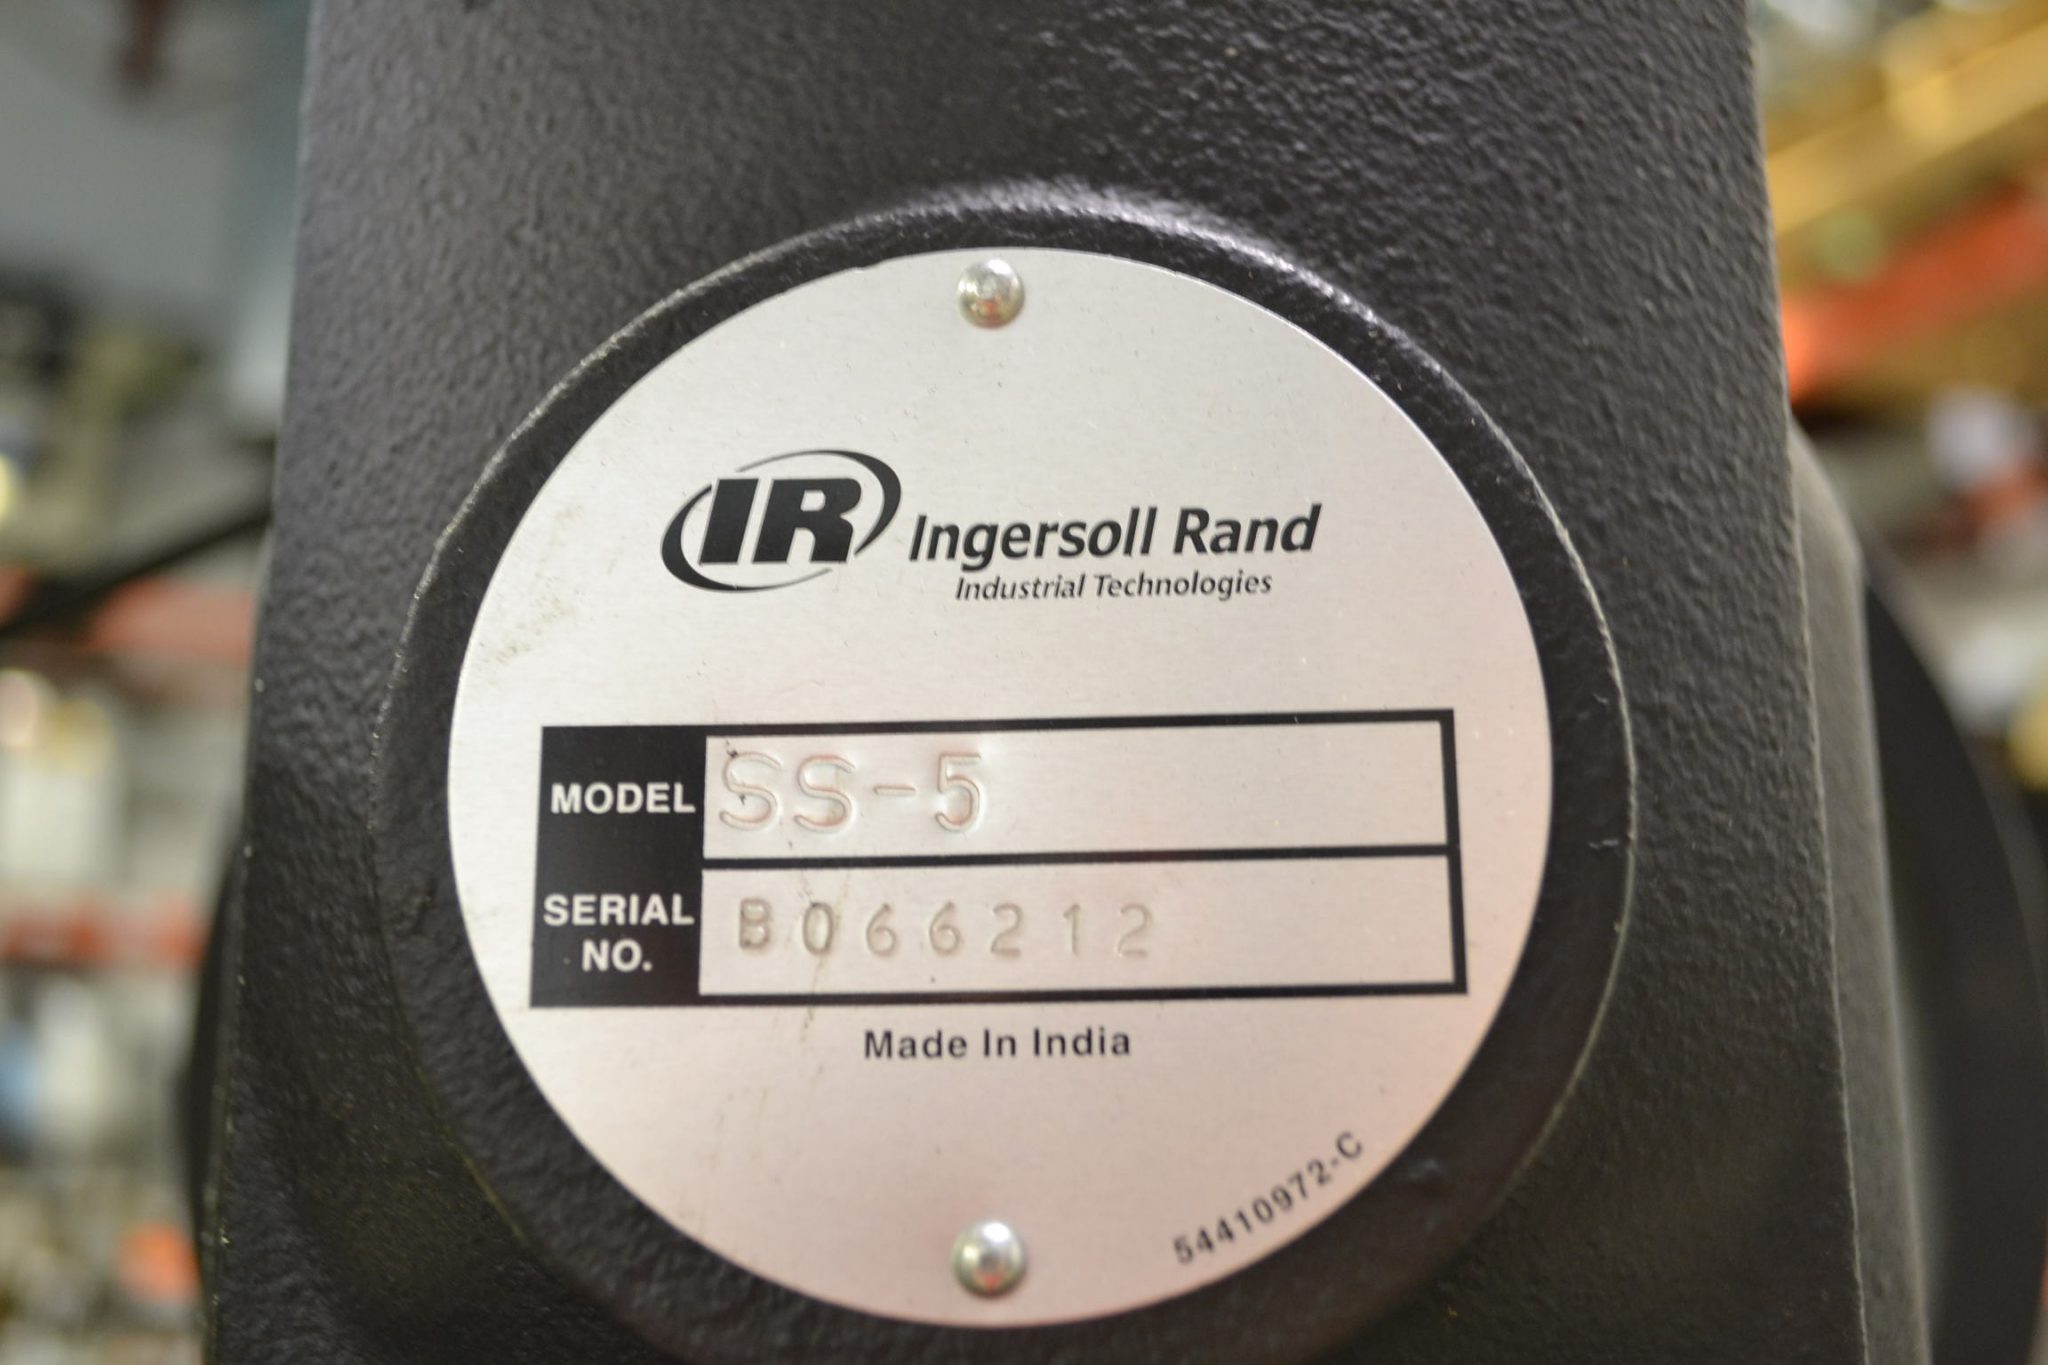 IR Ingersoll Rand
Industrial Technologies
MODEL SS-5
SERIAL NO. B066212
Made In India
54410972-C